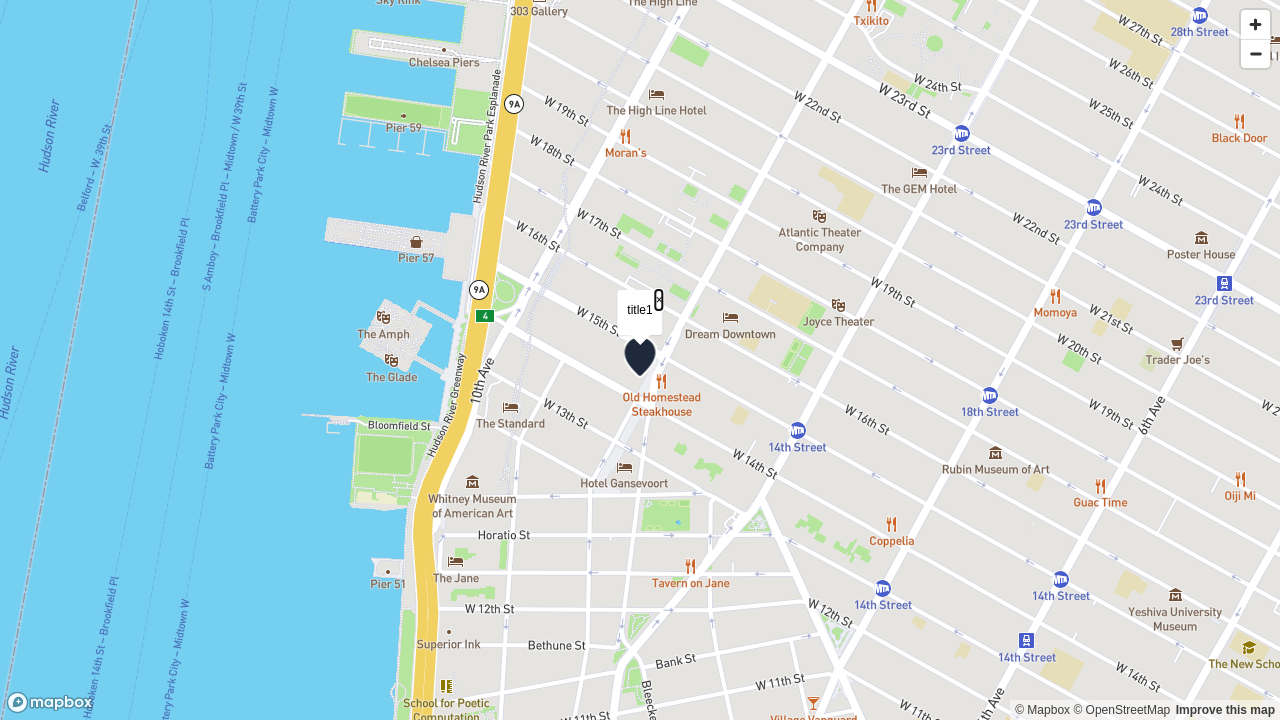 Sky Rink
303 Gallery
The High Line
Txikito
W 27th St
28th Street
Chelsea Piers
W 26th St
Hudson River Park Esplanade
9A
W 19th St
The High Line Hotel
W 22nd St
W 23rd St
W 24th St
W 25th St
Pier 59
Black Door
Hudson River
W 18th St
Moran's
23rd Street
Belford – W. 39th St
S Amboy – Brookfield Pl – Midtown / W 39th St
Battery Park City – Midtown W
The GEM Hotel
W 24th St
23rd Street
W 17th St
W 22nd St
Atlantic Theater
Company
W 16th St
Poster House
Pier 57
Hoboken 14th St – Brookfield Pl
9A
W 19th St
23rd Street
title1
×
W 15th St
4
Joyce Theater
Momoya
W 21st St
The Amph
Dream Downtown
W 20th St
Trader Joe's
The Glade
10th Ave
Hudson River Greenway
Hudson River
Old Homestead
Steakhouse
Battery Park City – Midtown W
W 13th St
The Standard
W 16th St
18th Street
W 19th St
6th Ave
Bloomfield St
14th Street
W 14th St
Rubin Museum of Art
Hotel Gansevoort
Whitney Museum
of American Art
W 18th St
Guac Time
Oiji Mi
Horatio St
Coppelia
Pier 51
The Jane
Tavern on Jane
14th Street
14th Street
W 12th St
W 12th St
Yeshiva University
Museum
Hoboken 14th St – Brookfield Pl
Battery Park City – Midtown W
Superior Ink
Bethune St
Bank St
14th Street
The New Scho
W 11th St
W 14th St
School for Poetic
Computation
W 11th St
Village Vanguard
mapbox
© Mapbox © OpenStreetMap Improve this map